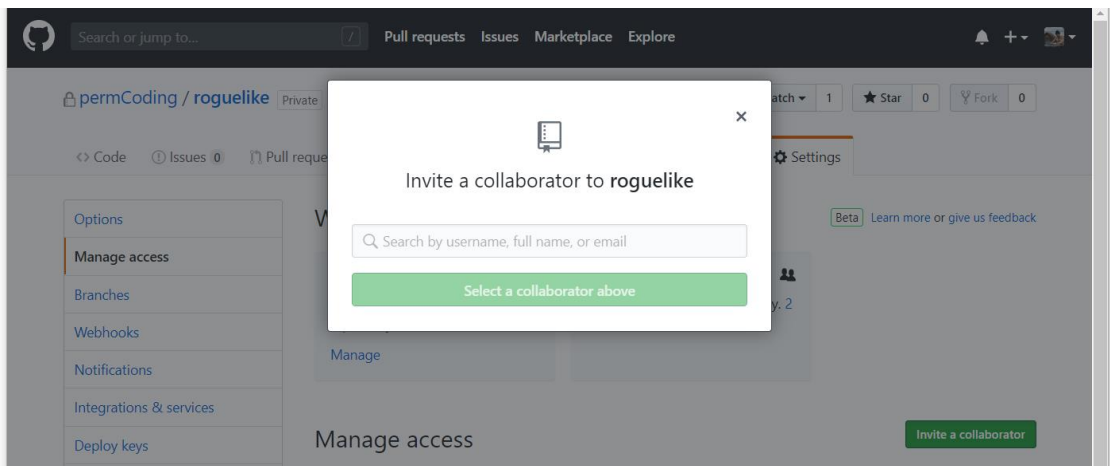 Search or jump to... / Pull requests Issues Marketplace Explore
permCoding / roguelike Private atch 1 Star 0 Fork 0
Code Issues 0 Pull reque Settings
Invite a collaborator to roguelike
Search by username, full name, or email
Select a collaborator above
Options
Manage access
Branches
Webhooks
Notifications
Integrations & services
Deploy keys
W
Beta Learn more or give us feedback
y. 2
Manage
Manage access
Invite a collaborator